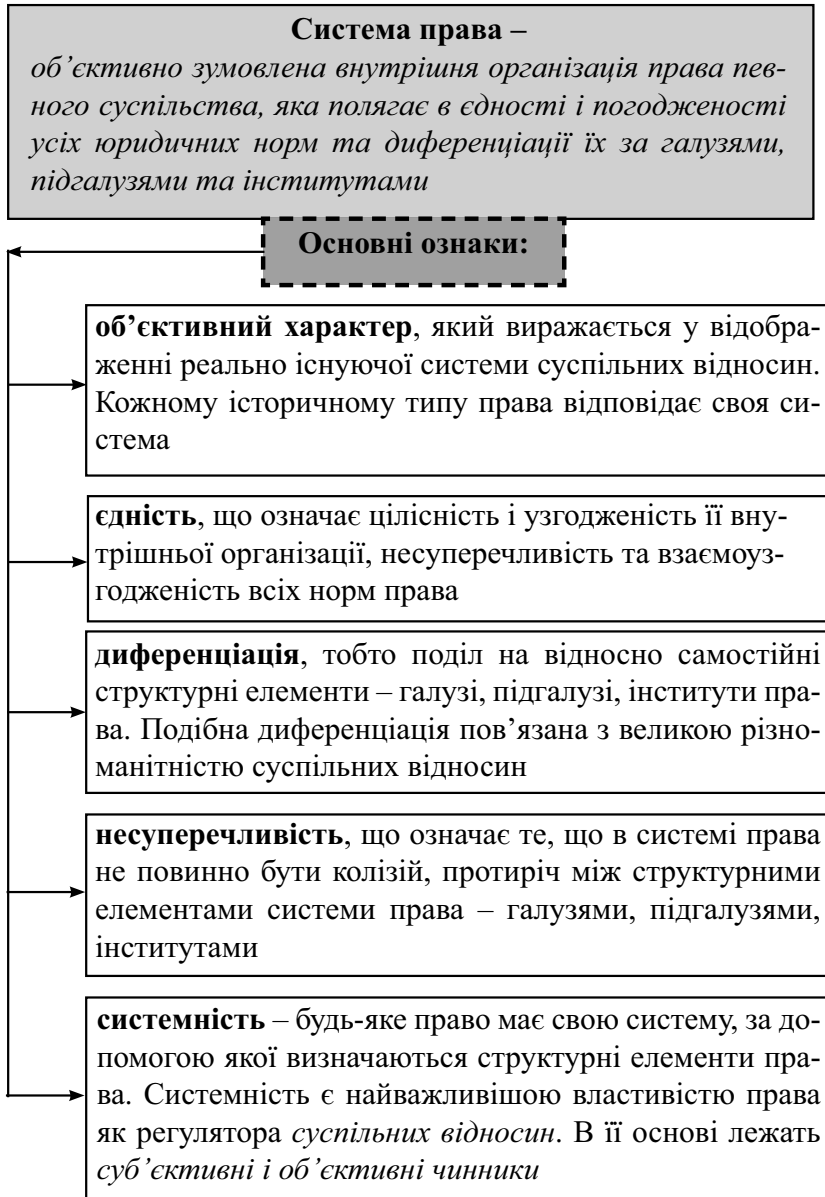 Система права –
об’єктивно зумовлена внутрішня організація права пев-
ного суспільства, яка полягає в єдності і погодженості
усіх юридичних норм та диференціації їх за галузями,
підгалузями та інститутами
Основні ознаки:
об’єктивний характер, який виражається у відобра-
женні реально існуючої системи суспільних відносин.
Кожному історичному типу права відповідає своя си-
стема
єдність, що означає цілісність і узгодженість її вну-
трішньої організації, несуперечливість та взаємоуз-
годженість всіх норм права
диференціація, тобто поділ на відносно самостійні
структурні елементи – галузі, підгалузі, інститути пра-
ва. Подібна диференціація пов’язана з великою різно-
манітністю суспільних відносин
несуперечливість, що означає те, що в системі права
не повинно бути колізій, протиріч між структурними
елементами системи права – галузями, підгалузями,
інститутами
системність – будь-яке право має свою систему, за до-
помогою якої визначаються структурні елементи пра-
ва. Системність є найважливішою властивістю права
як регулятора суспільних відносин. В її основі лежать
суб’єктивні і об’єктивні чинники